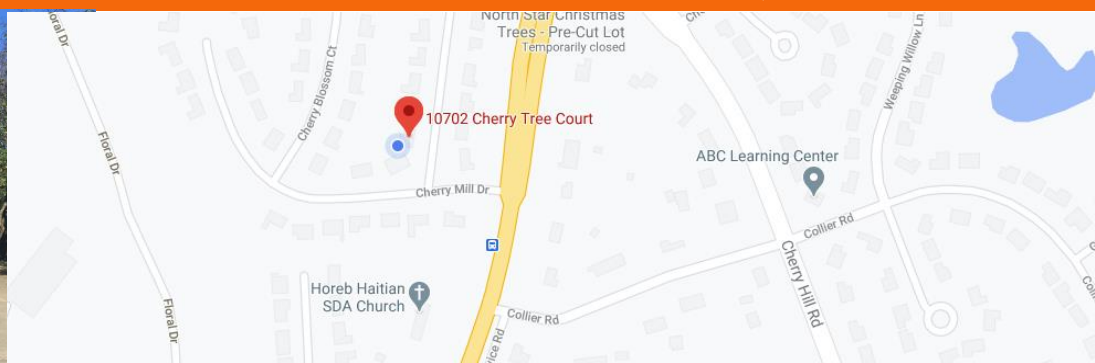 North Star Christmas
Trees - Pre-Cut Lot
Temporarily closed
Floral Dr
Cherry Blossom Ct
Weeping Willow Ln
10702 Cherry Tree Court
Floral Dr
ABC Learning Center
Cherry Mill Dr
Collier Rd
Cherry Hill Rd
Horeb Haitian
SDA Church
Floral Dr
Collier Rd